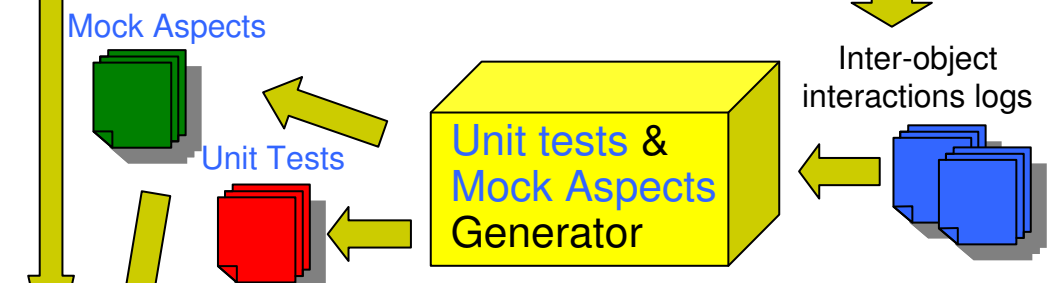 Mock Aspects
Unit Tests
Unit tests &
Mock Aspects
Generator
Inter-object
interactions logs